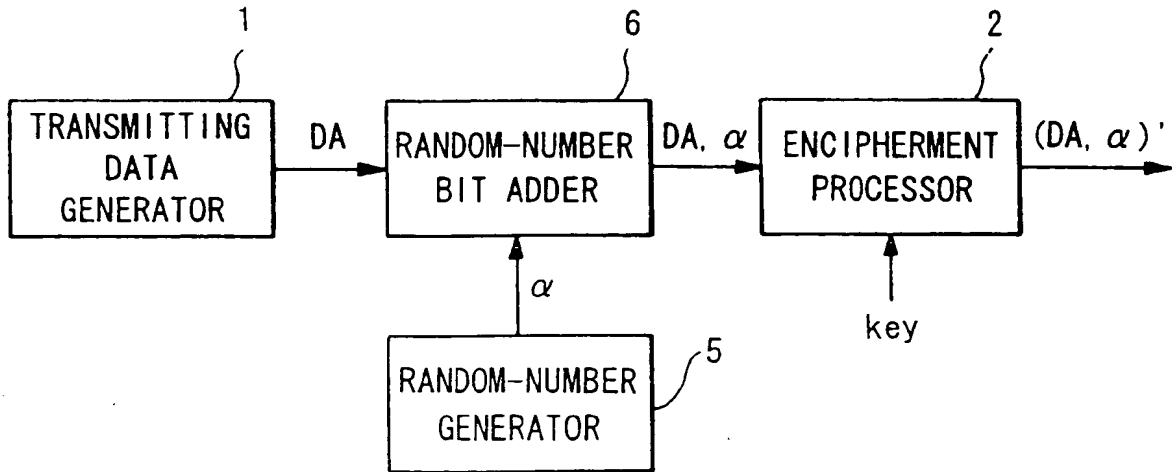 1
6
2
TRANSMITTING
DATA
GENERATOR
DA
RANDOM-NUMBER
BIT ADDER
DA, α
ENCIPHERMENT
PROCESSOR
(DA, α)'
α
key
RANDOM-NUMBER
GENERATOR
5